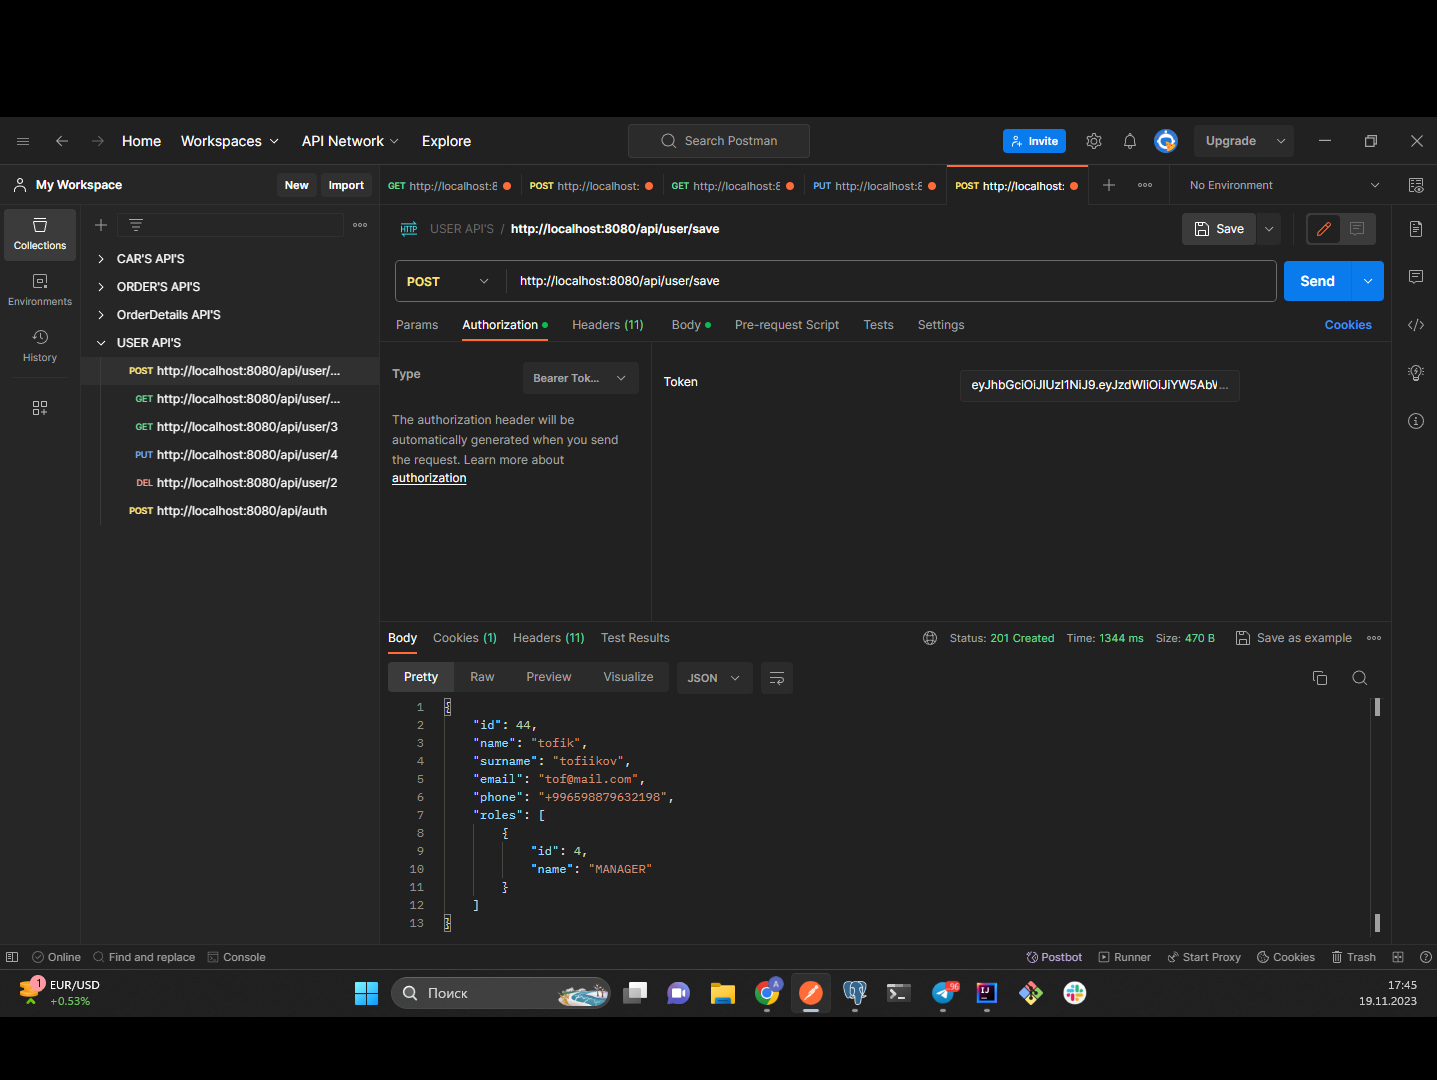 Home Workspaces API Network Explore
Search Postman
Invite
Upgrade
My Workspace New Import
GET http://localhost:8
POST http://localhost:
GET http://localhost:8
PUT http://localhost:8
POST http://localhost:
No Environment
Collections
Environments
History
CAR'S API'S
ORDER'S API'S
OrderDetails API'S
USER API'S
POST http://localhost:8080/api/user/...
GET http://localhost:8080/api/user/...
GET http://localhost:8080/api/user/3
PUT http://localhost:8080/api/user/4
DEL http://localhost:8080/api/user/2
POST http://localhost:8080/api/auth
HTTP USER API'S / http://localhost:8080/api/user/save
Save
POST http://localhost:8080/api/user/save
Send
Params Authorization Headers (11) Body Pre-request Script Tests Settings Cookies
Type
Bearer Tok...
The authorization header will be
automatically generated when you send
the request. Learn more about
authorization
Token
Body Cookies (1) Headers (11) Test Results
Status: 201 Created Time: 1344 ms Size: 470 B Save as example
Pretty Raw Preview Visualize JSON
1 {
2 "id": 44,
3 "name": "tofik",
4 "surname": "tofiikov",
5 "email": "tof@mail.com",
6 "phone": "+996598879632198",
7 "roles": [
8 {
9 "id": 4,
10 "name": "MANAGER"
11 }
12 ]
13 }
Online Find and replace Console
Postbot Runner Start Proxy Cookies Trash
1
EUR/USD
+0.53%
Поиск
A
96
IJ
17:45
19.11.2023